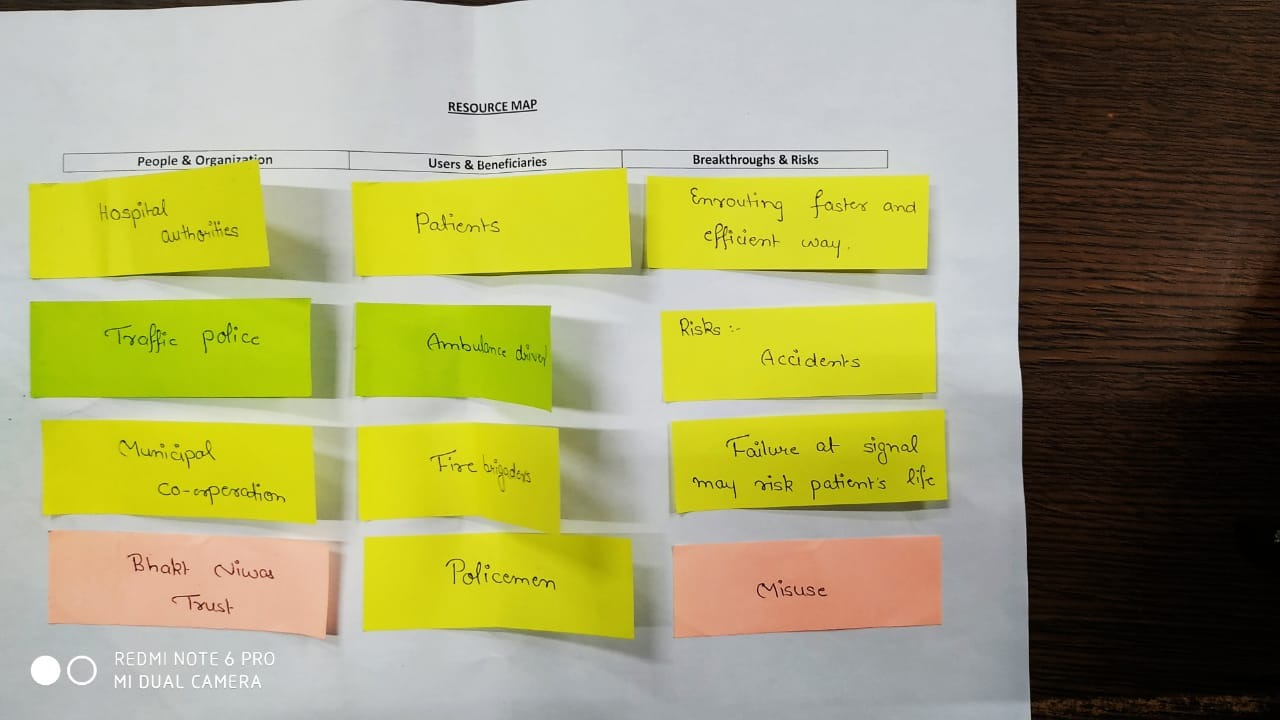 RESOURCE MAP
People & Organization
Users & Beneficiaries
Breakthroughs & Risks
Hospital
authorities
Patients
Enrouting faster and
efficient way.
Traffic police
Ambulance driver
Risks :-
Accidents
Municipal
co-orperation
Fire brigaders
Failure at signal
may risk patient's life
Bhakt Niwas
Trust
Policemen
Misuse
REDMI NOTE 6 PRO
MI DUAL CAMERA